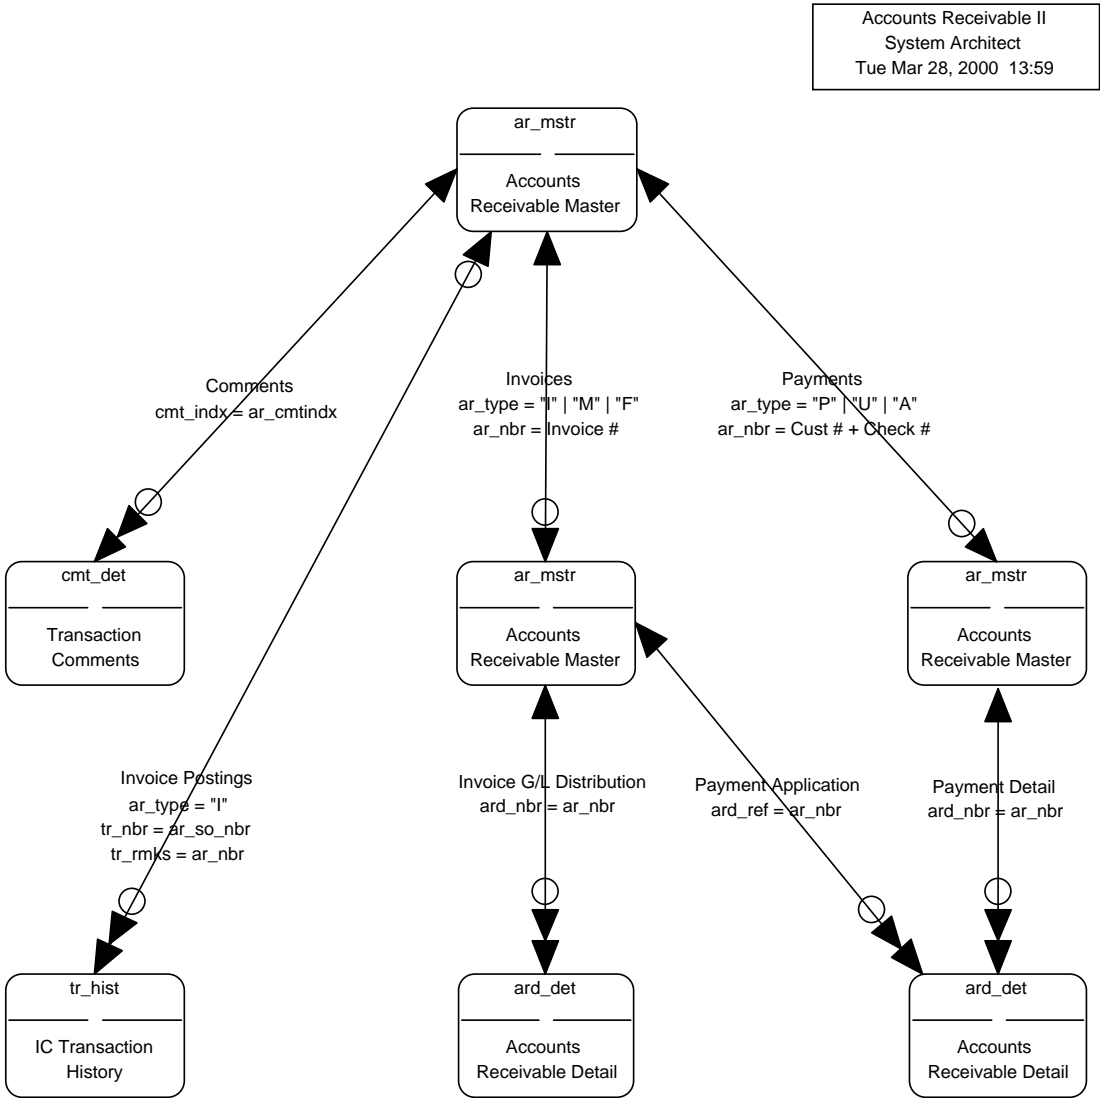 Accounts Receivable II
System Architect
Tue Mar 28, 2000  13:59
ar_mstr
Accounts
Receivable Master
Comments
cmt_indx = ar_cmtindx
Invoices
ar_type = "I" | "M" | "F"
ar_nbr = Invoice #
Payments
ar_type = "P" | "U" | "A"
ar_nbr = Cust # + Check #
cmt_det
Transaction
Comments
ar_mstr
Accounts
Receivable Master
ar_mstr
Accounts
Receivable Master
Invoice Postings
ar_type = "I"
tr_nbr = ar_so_nbr
tr_rmks = ar_nbr
Invoice G/L Distribution
ard_nbr = ar_nbr
Payment Application
ard_ref = ar_nbr
Payment Detail
ard_nbr = ar_nbr
tr_hist
IC Transaction
History
ard_det
Accounts
Receivable Detail
ard_det
Accounts
Receivable Detail